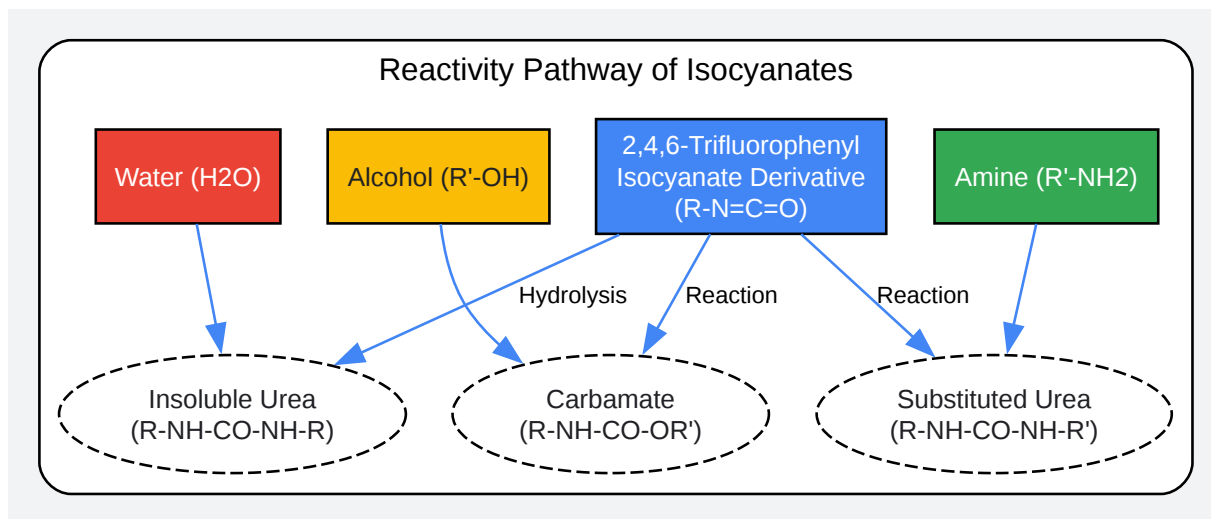 Reactivity Pathway of Isocyanates
Water (H2O)
Alcohol (R'-OH)
2,4,6-Trifluorophenyl
Isocyanate Derivative
(R-N=C=O)
Amine (R'-NH2)
Hydrolysis
Reaction
Reaction
Insoluble Urea
(R-NH-CO-NH-R)
Carbamate
(R-NH-CO-OR')
Substituted Urea
(R-NH-CO-NH-R')